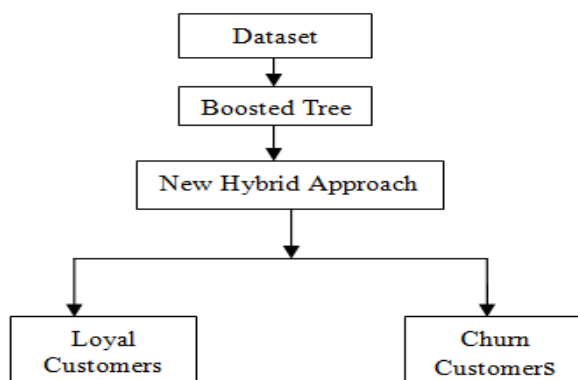 Dataset
Boosted Tree
New Hybrid Approach
Loyal
Customers
Churn
Customers